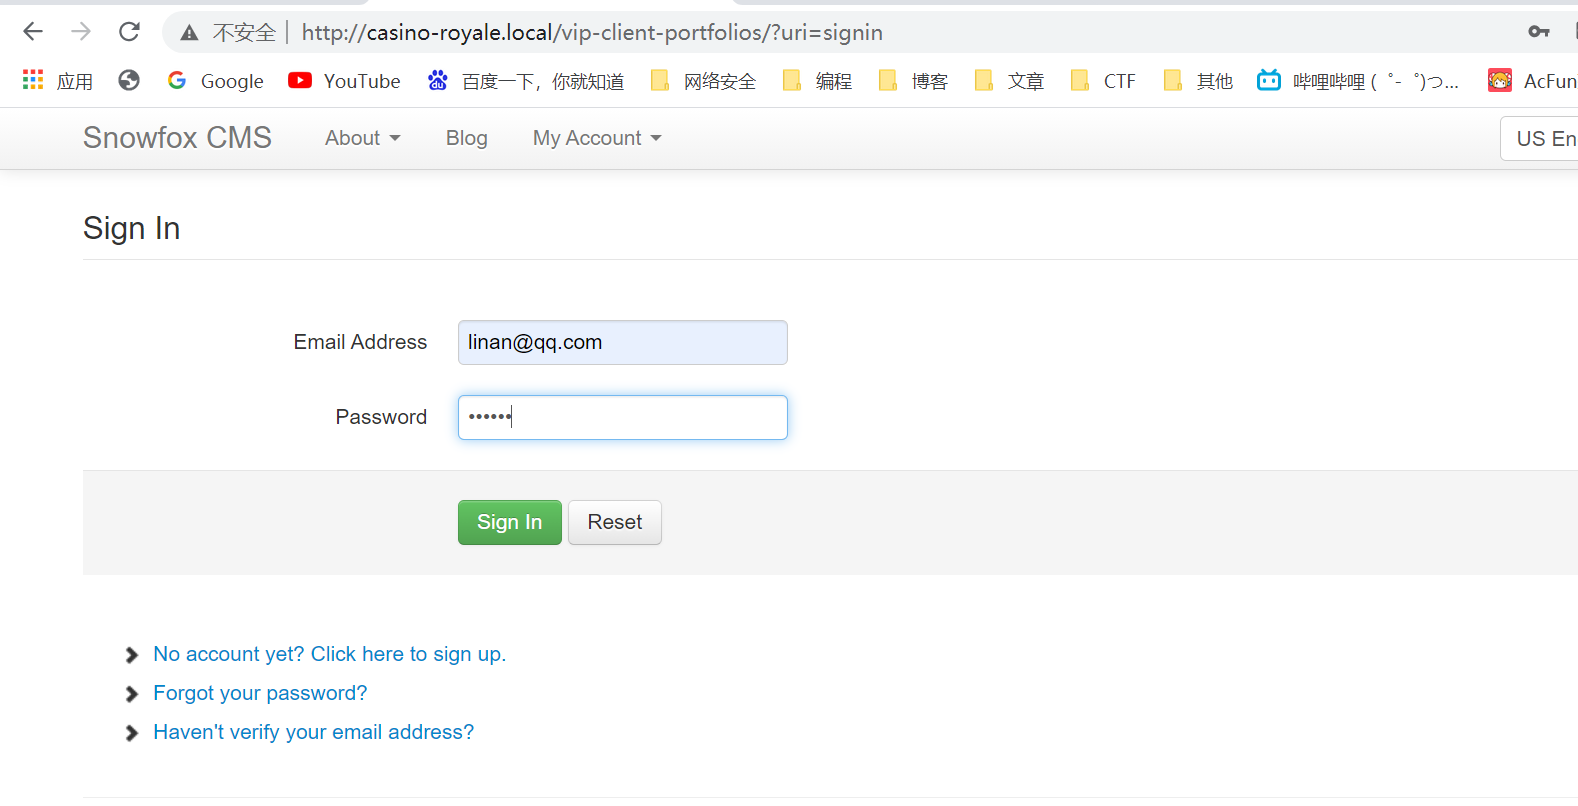 不安全 http://casino-royale.local/vip-client-portfolios/?uri=signin
应用 Google YouTube 百度一下，你就知道 网络安全 编程 博客 文章 CTF 其他 哔哩哔哩 ( ゜- ゜)つ... AcFun
Snowfox CMS About Blog My Account US En
Sign In
Email Address linan@qq.com
Password ••••••
Sign In Reset
No account yet? Click here to sign up.
Forgot your password?
Haven't verify your email address?